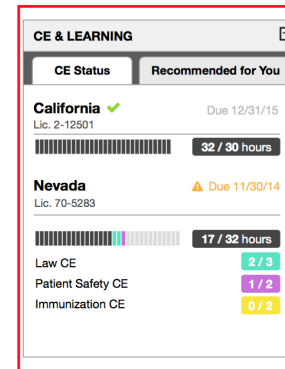 CE & LEARNING
CE Status Recommended for You
California Due 12/31/15
Lic. 2-12501
32 / 30 hours
Nevada Due 11/30/14
Lic. 70-5283
17 / 32 hours
Law CE 2 / 3
Patient Safety CE 1 / 2
Immunization CE 0 / 2